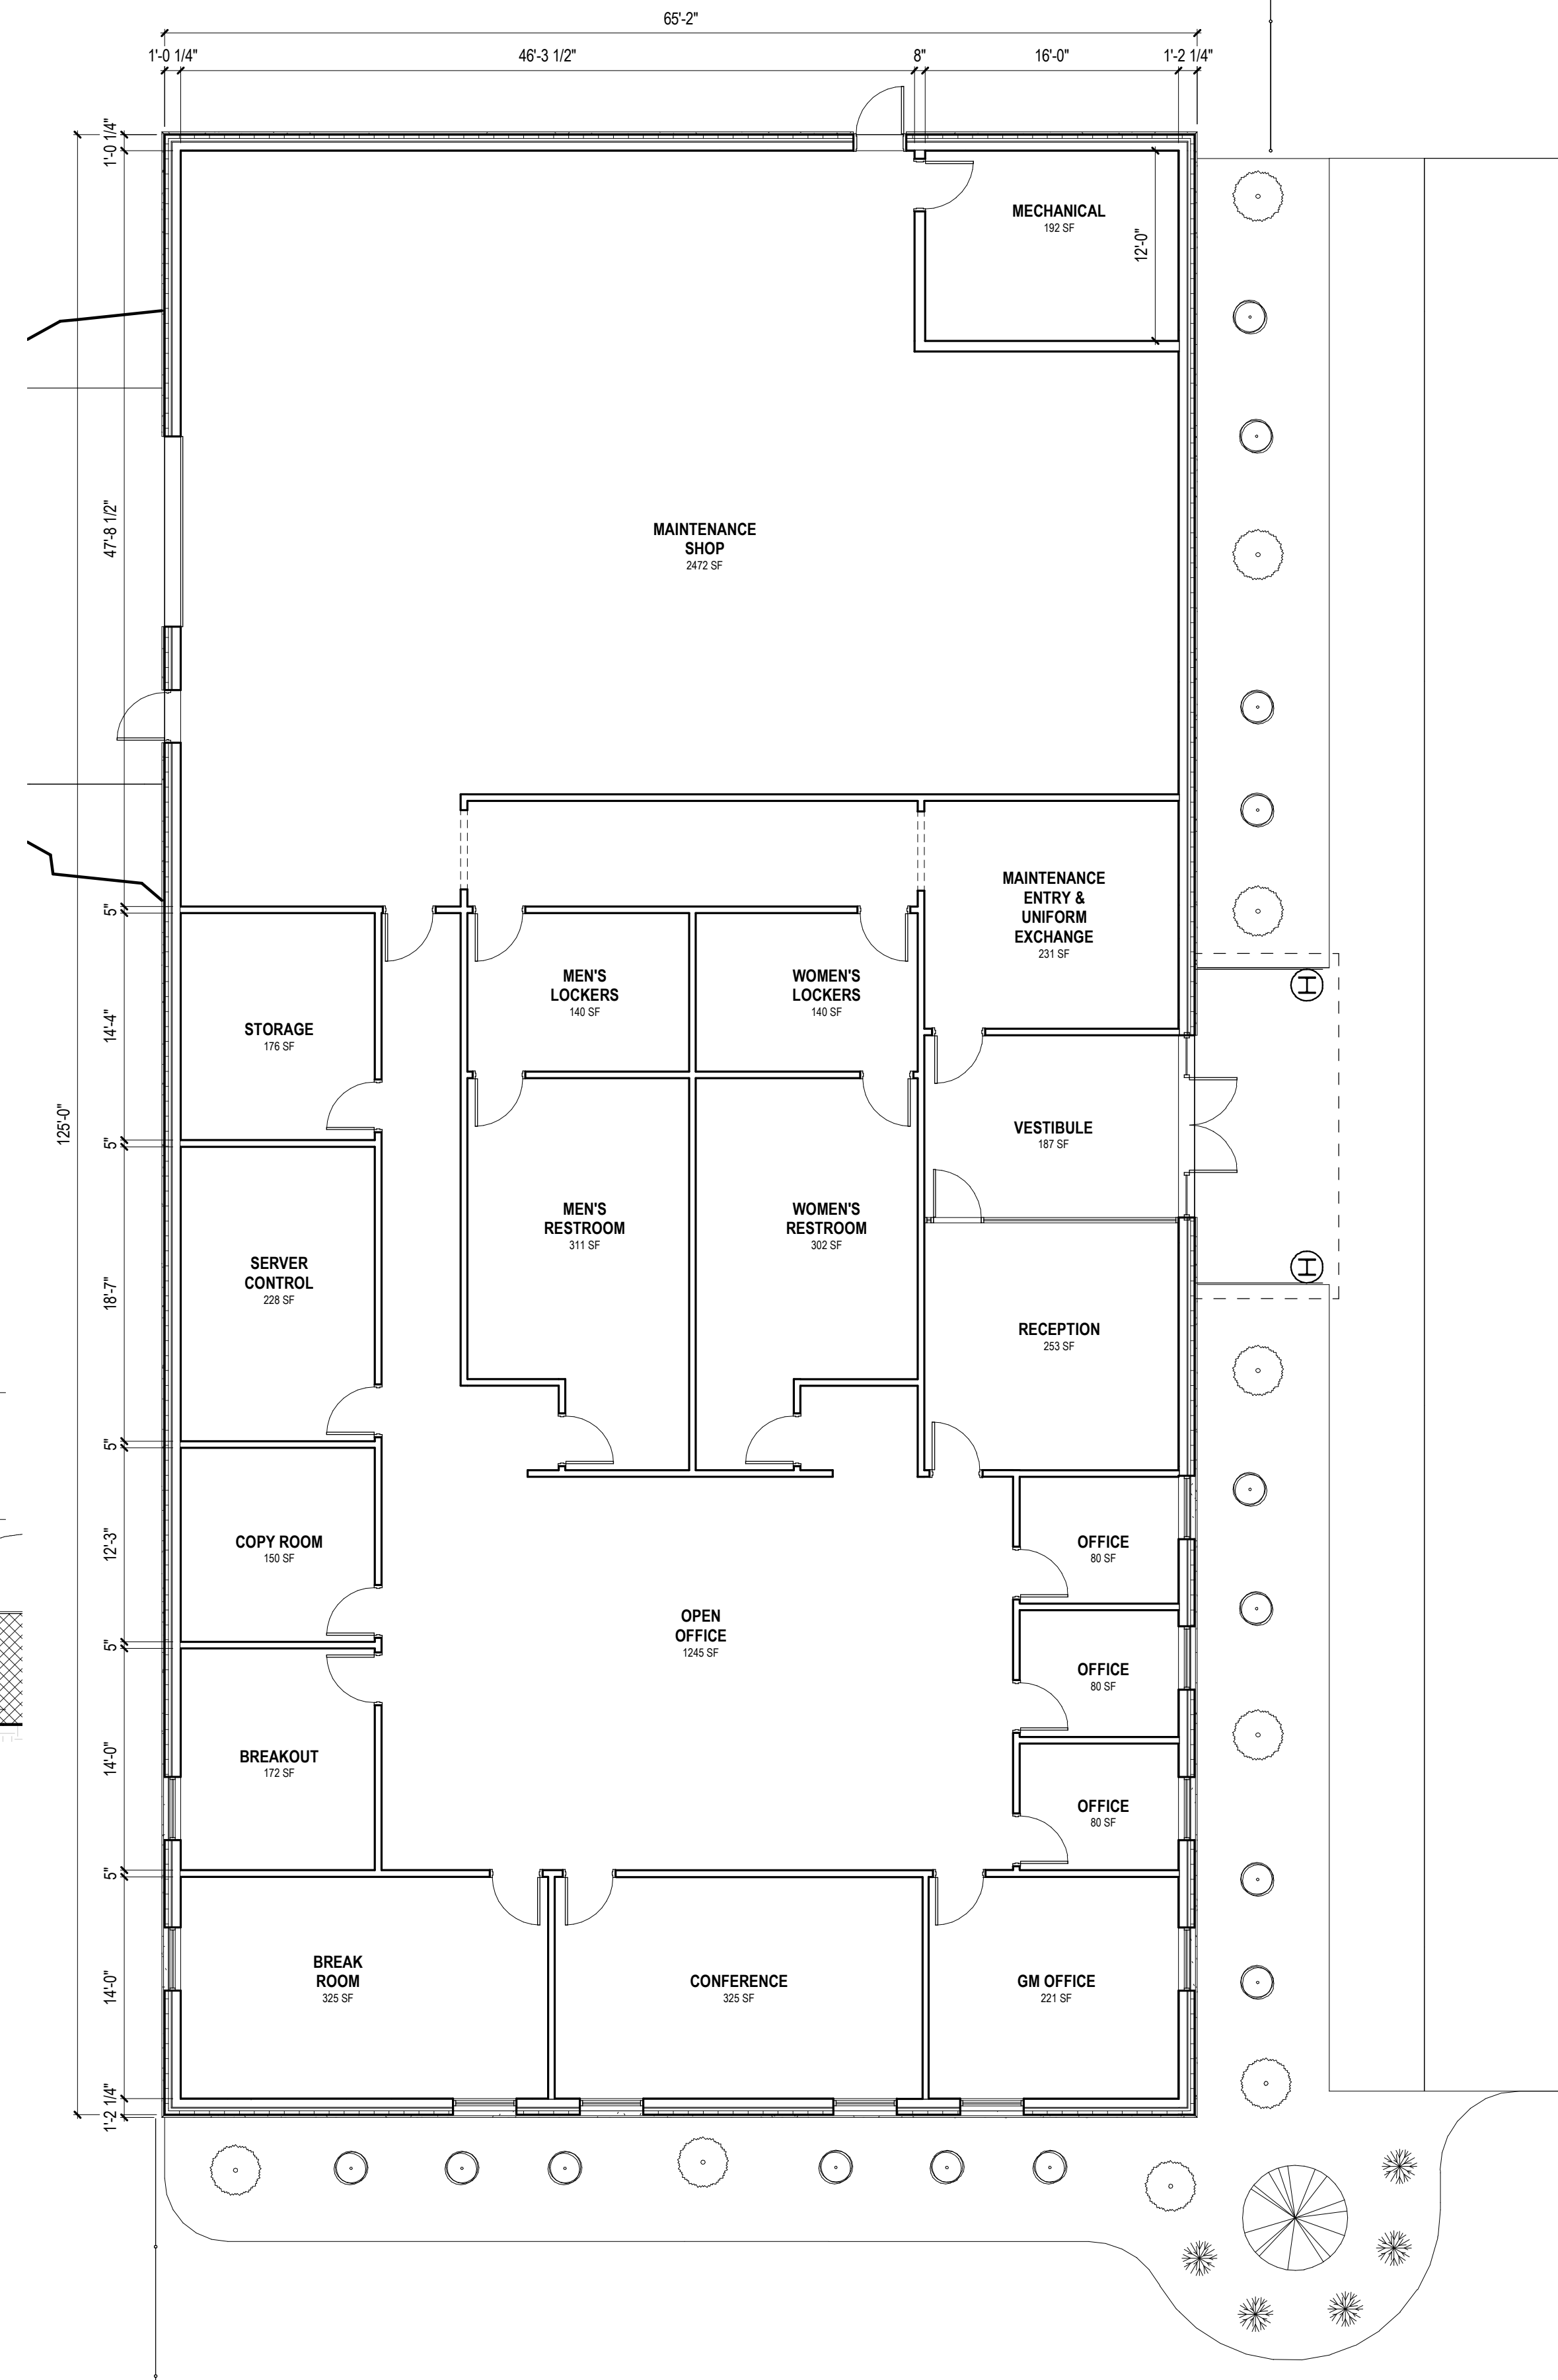 65'-2"
1'-0 1/4"
46'-3 1/2"
8"
16'-0"
1'-2 1/4"
1'-0 1/4"
MECHANICAL
192 SF
12'-0"
47'-8 1/2"
MAINTENANCE
SHOP
2472 SF
MAINTENANCE
ENTRY &
UNIFORM
EXCHANGE
231 SF
5"
MEN'S
LOCKERS
140 SF
WOMEN'S
LOCKERS
140 SF
H
14'-4"
STORAGE
176 SF
125'-0"
5"
VESTIBULE
187 SF
MEN'S
RESTROOM
311 SF
WOMEN'S
RESTROOM
302 SF
18'-7"
SERVER
CONTROL
228 SF
H
RECEPTION
253 SF
5"
12'-3"
COPY ROOM
150 SF
OFFICE
80 SF
5"
OPEN
OFFICE
1245 SF
OFFICE
80 SF
14'-0"
BREAKOUT
172 SF
OFFICE
80 SF
5"
14'-0"
BREAK
ROOM
325 SF
CONFERENCE
325 SF
GM OFFICE
221 SF
1'-2 1/4"